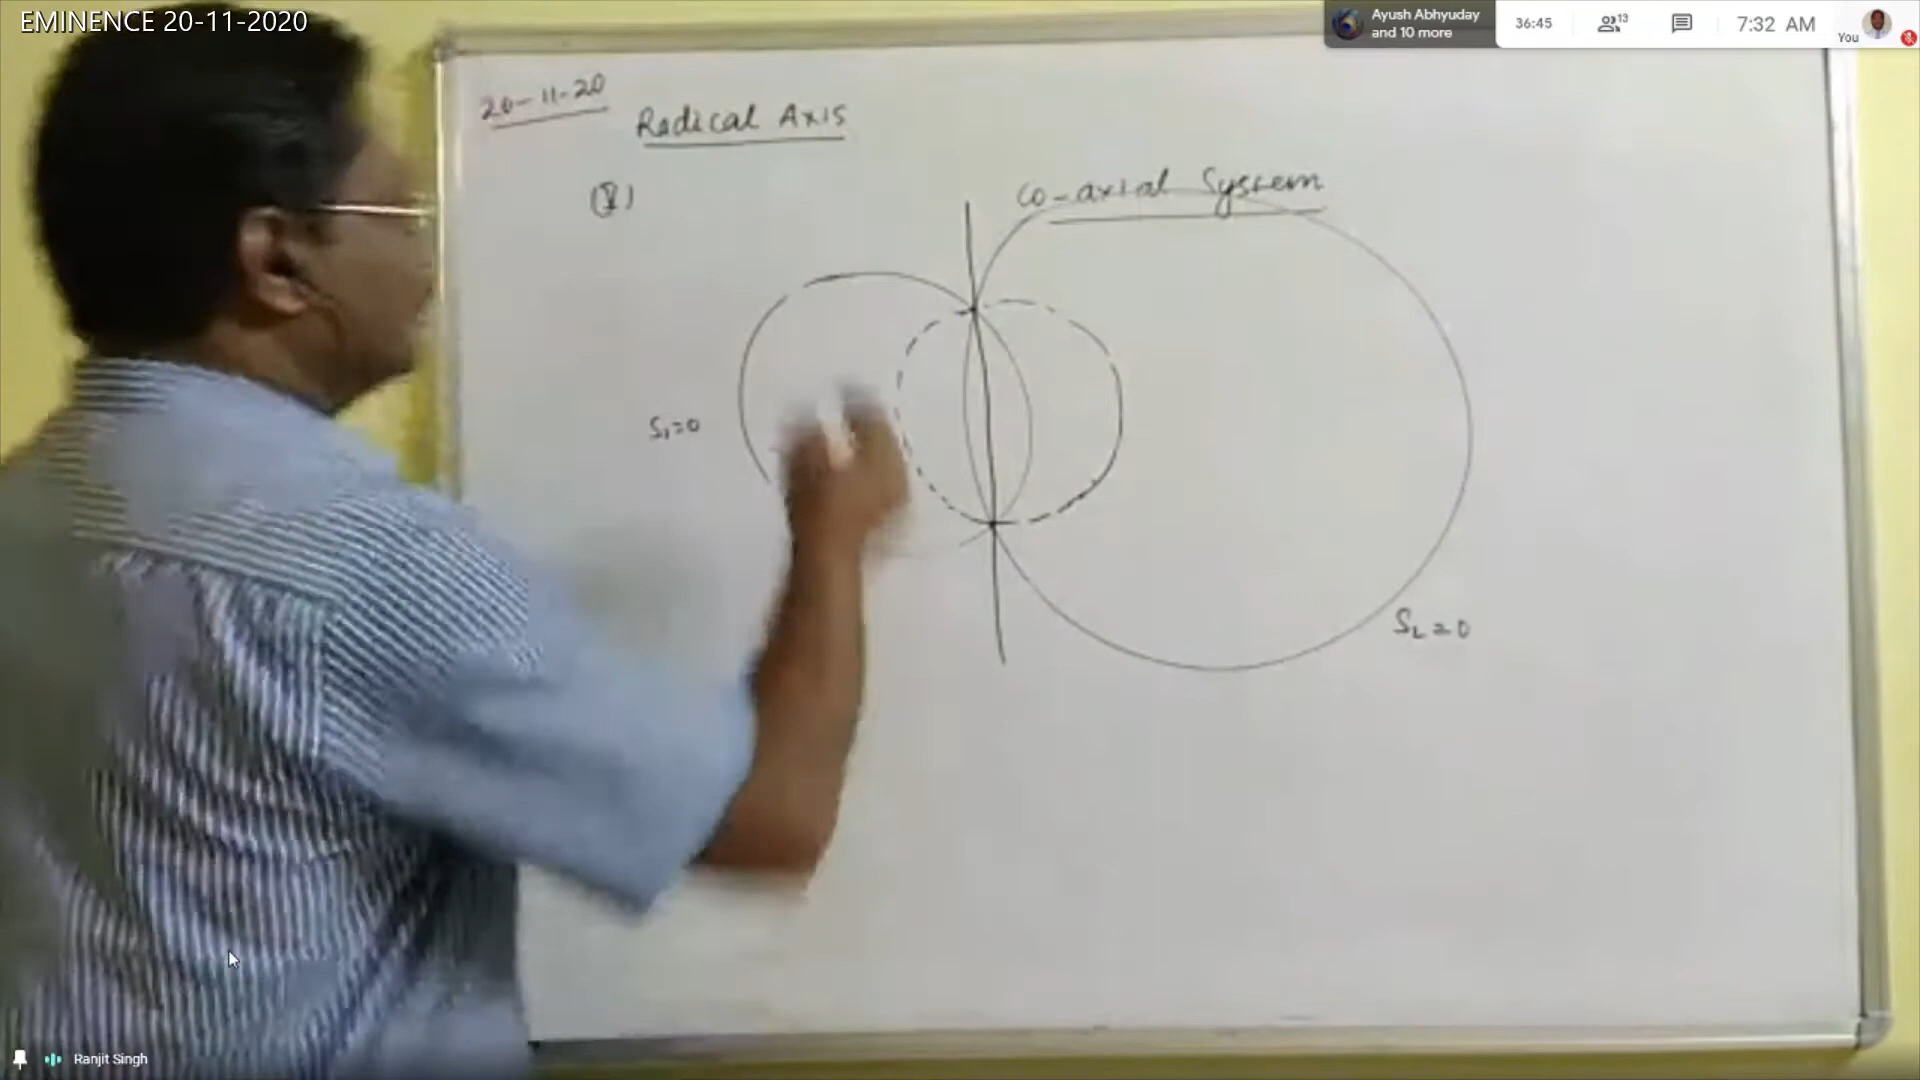 EMINENCE 20-11-2020
Ayush Abhyuday
and 10 more
36:45
13
7:32 AM
You
20-11-20
Radical Axis
(V)
Co-axial System
S₁=0
S₂=0
Ranjit Singh